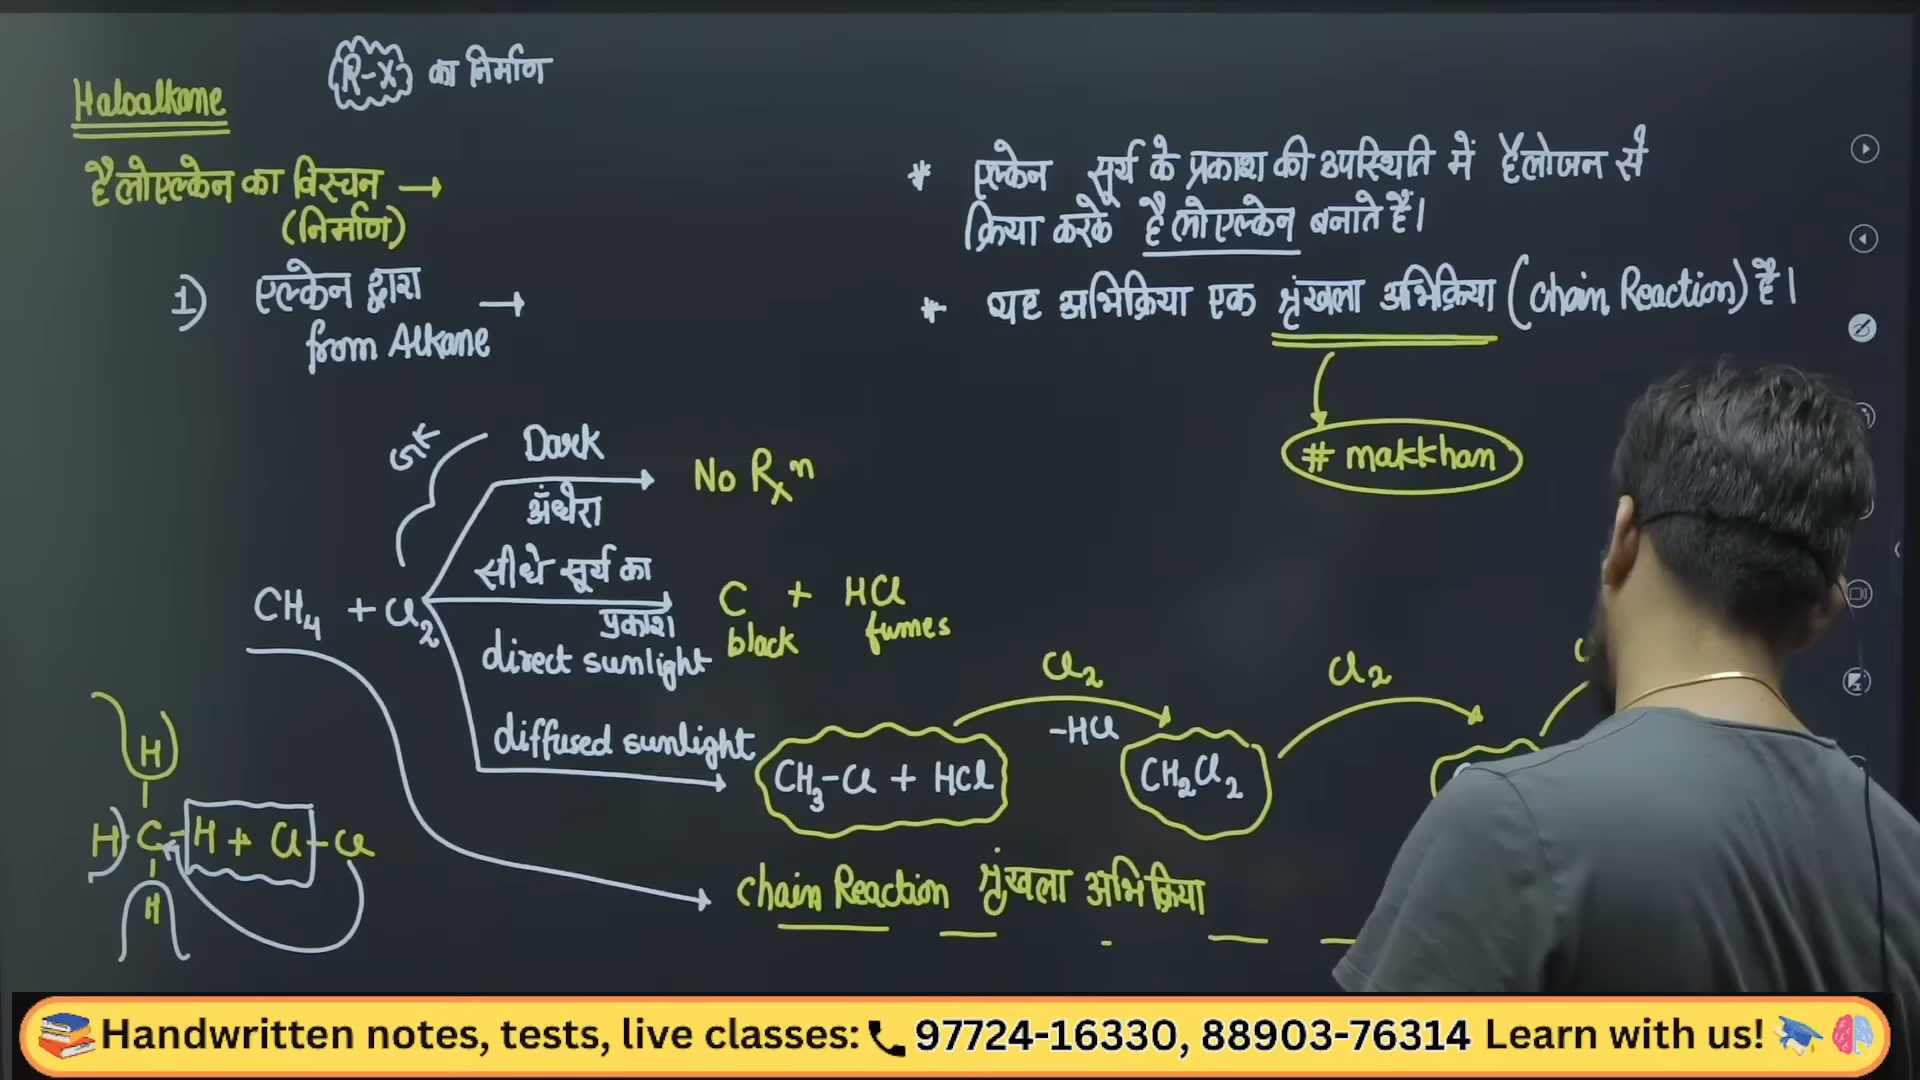 R-X का निर्माण
Haloalkane
हैलोएल्केन का विरचन →
(निर्माण)
1) एल्केन द्वारा →
from Alkane
* एल्केन सूर्य के प्रकाश की उपस्थिति में हैलोजन से
क्रिया करके हैलोएल्केन बनाते हैं।
* यह अभिक्रिया एक श्रृंखला अभिक्रिया (chain Reaction) है।
# makkhan
Dark
अँधेरा
No Rxn
सीधे सूर्य का
प्रकाश
direct sunlight
C + HCl
black fumes
CH4 + Cl2
diffused sunlight
CH3-Cl + HCl
Cl2
-HCl
CH2Cl2
Cl2
H
H C H + Cl - Cl
H
chain Reaction श्रृंखला अभिक्रिया
Handwritten notes, tests, live classes: 97724-16330, 88903-76314 Learn with us!